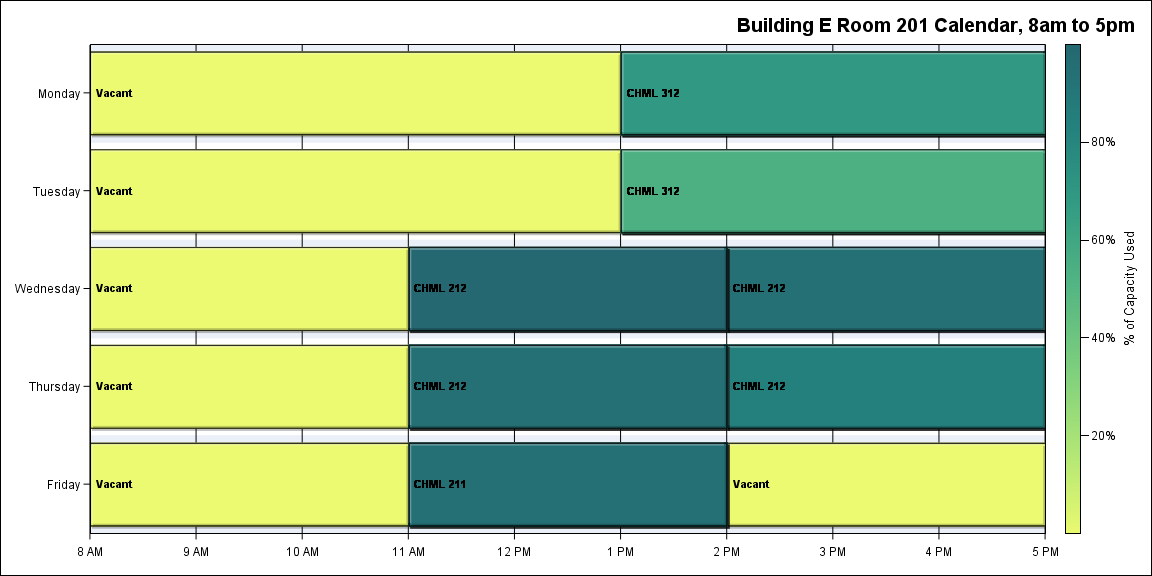 Building E Room 201 Calendar, 8am to 5pm
Monday
Vacant
CHML 312
Tuesday
Vacant
CHML 312
Wednesday
Vacant
CHML 212
CHML 212
Thursday
Vacant
CHML 212
CHML 212
Friday
Vacant
CHML 211
Vacant
8 AM
9 AM
10 AM
11 AM
12 PM
1 PM
2 PM
3 PM
4 PM
5 PM
80%
60%
40%
20%
% of Capacity Used